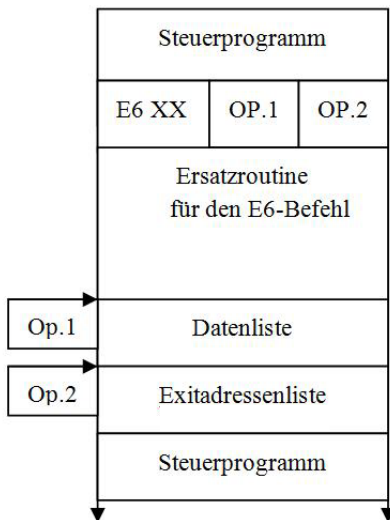 Steuerprogramm
E6 XX OP.1 OP.2
Ersatzroutine
für den E6-Befehl
Op.1 Datenliste
Op.2 Exitadressenliste
Steuerprogramm